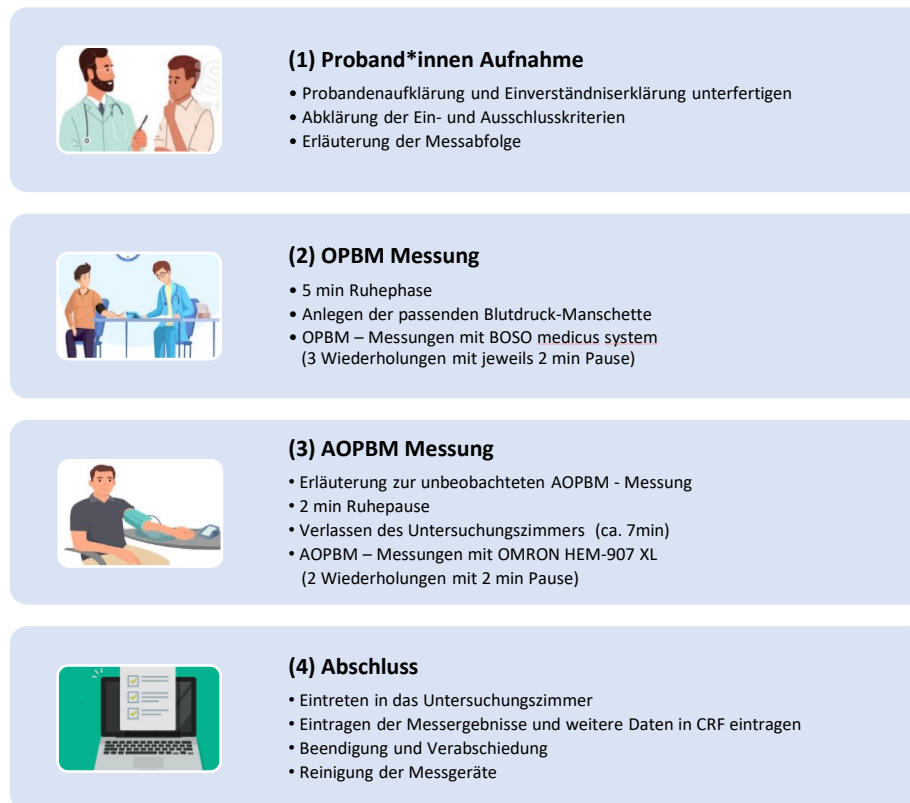 (1) Proband*innen Aufnahme
• Probandenaufklärung und Einverständniserklärung unterfertigen
• Abklärung der Ein- und Ausschlusskriterien
• Erläuterung der Messabfolge
(2) OPBM Messung
• 5 min Ruhephase
• Anlegen der passenden Blutdruck-Manschette
• OPBM – Messungen mit BOSO medicus system
(3 Wiederholungen mit jeweils 2 min Pause)
(3) AOPBM Messung
• Erläuterung zur unbeobachteten AOPBM - Messung
• 2 min Ruhepause
• Verlassen des Untersuchungszimmers (ca. 7min)
• AOPBM – Messungen mit OMRON HEM-907 XL
(2 Wiederholungen mit 2 min Pause)
(4) Abschluss
• Eintreten in das Untersuchungszimmer
• Eintragen der Messergebnisse und weitere Daten in CRF eintragen
• Beendigung und Verabschiedung
• Reinigung der Messgeräte